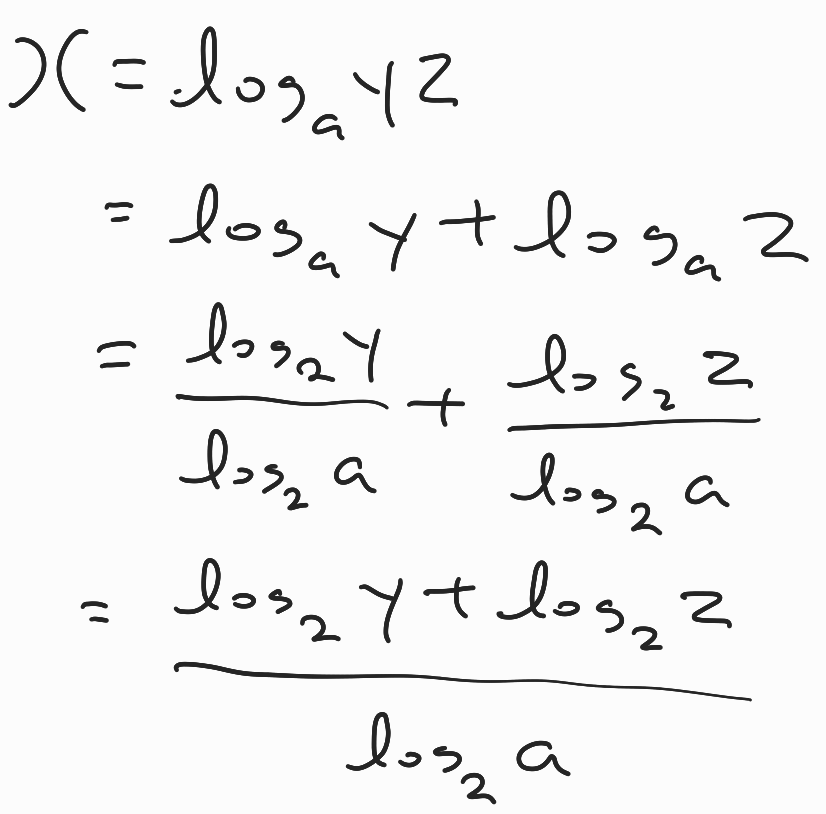 x = log_a yz
= log_a y + log_a z
= \frac{log_2 y}{log_2 a} + \frac{log_2 z}{log_2 a}
= \frac{log_2 y + log_2 z}{log_2 a}